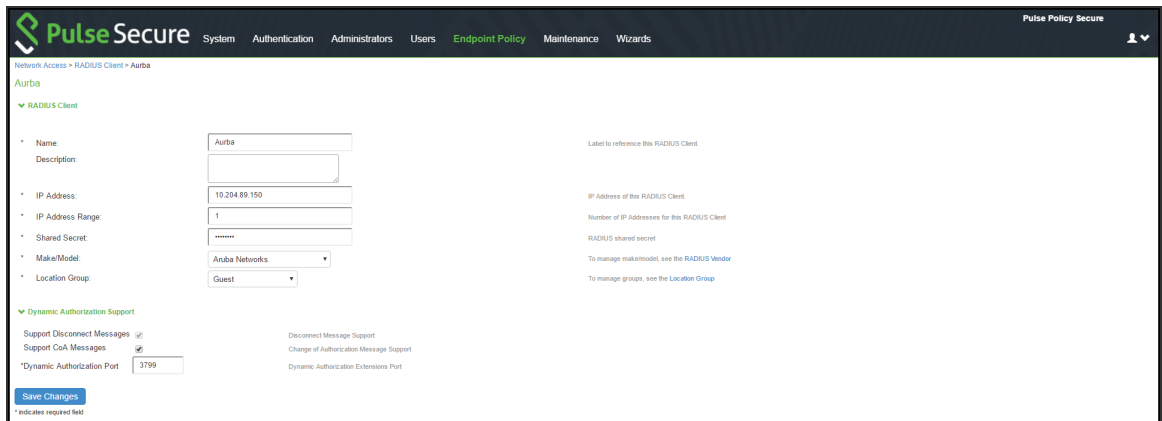 Pulse Secure System Authentication Administrators Users Endpoint Policy Maintenance Wizards Pulse Policy Secure
Network Access > RADIUS Client > Aurba
Aurba
RADIUS Client
* Name: Aurba Label to reference this RADIUS Client.
Description:
* IP Address: 10.204.89.150 IP Address of this RADIUS Client.
* IP Address Range: 1 Number of IP Addresses for this RADIUS Client
* Shared Secret: •••••••• RADIUS shared secret
* Make/Model: Aruba Networks To manage make/model, see the RADIUS Vendor
* Location Group: Guest To manage groups, see the Location Group
Dynamic Authorization Support
Support Disconnect Messages Disconnect Message Support
Support CoA Messages Change of Authorization Message Support
*Dynamic Authorization Port 3799 Dynamic Authorization Extensions Port
Save Changes
* indicates required field